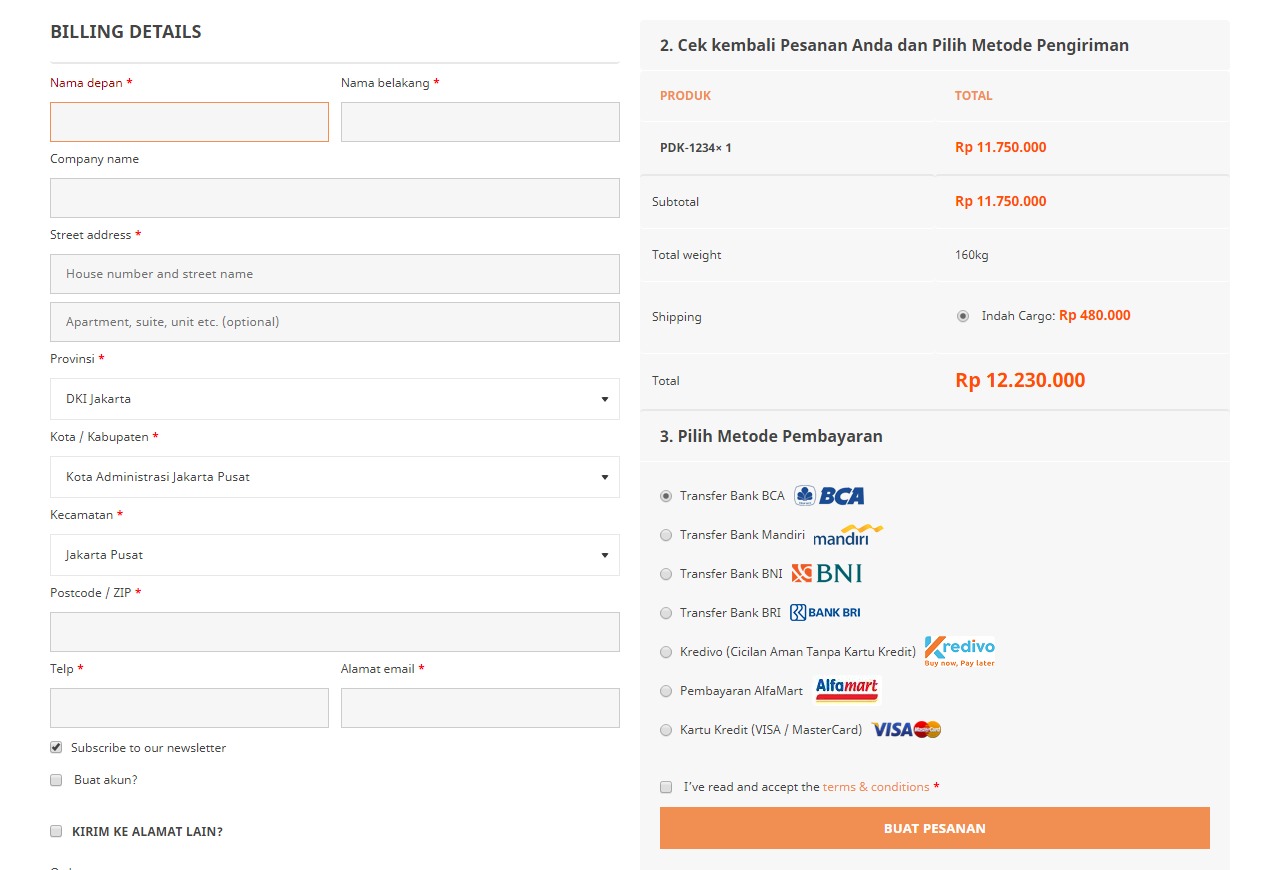 BILLING DETAILS
Nama depan *
Nama belakang *
Company name
Street address *
House number and street name
Apartment, suite, unit etc. (optional)
Provinsi *
DKI Jakarta
Kota / Kabupaten *
Kota Administrasi Jakarta Pusat
Kecamatan *
Jakarta Pusat
Postcode / ZIP *
Telp *
Alamat email *
Subscribe to our newsletter
Buat akun?
KIRIM KE ALAMAT LAIN?
2. Cek kembali Pesanan Anda dan Pilih Metode Pengiriman
PRODUK TOTAL
PDK-1234× 1 Rp 11.750.000
Subtotal Rp 11.750.000
Total weight 160kg
Shipping Indah Cargo: Rp 480.000
Total Rp 12.230.000
3. Pilih Metode Pembayaran
Transfer Bank BCA BCA
Transfer Bank Mandiri mandiri
Transfer Bank BNI BNI
Transfer Bank BRI BANK BRI
Kredivo (Cicilan Aman Tanpa Kartu Kredit) Kredivo
Buy now, Pay later
Pembayaran AlfaMart Alfamart
Kartu Kredit (VISA / MasterCard) VISA MasterCard
I've read and accept the terms & conditions *
BUAT PESANAN